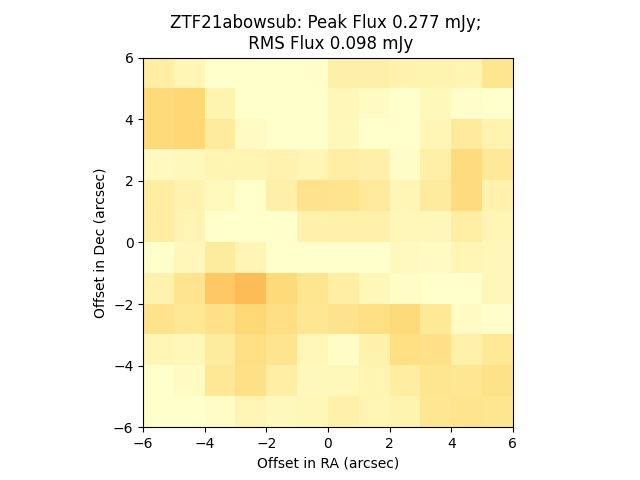 ZTF21abowsub: Peak Flux 0.277 mJy;
RMS Flux 0.098 mJy
6
4
2
0
−2
−4
−6
Offset in Dec (arcsec)
−6 −4 −2 0 2 4 6
Offset in RA (arcsec)